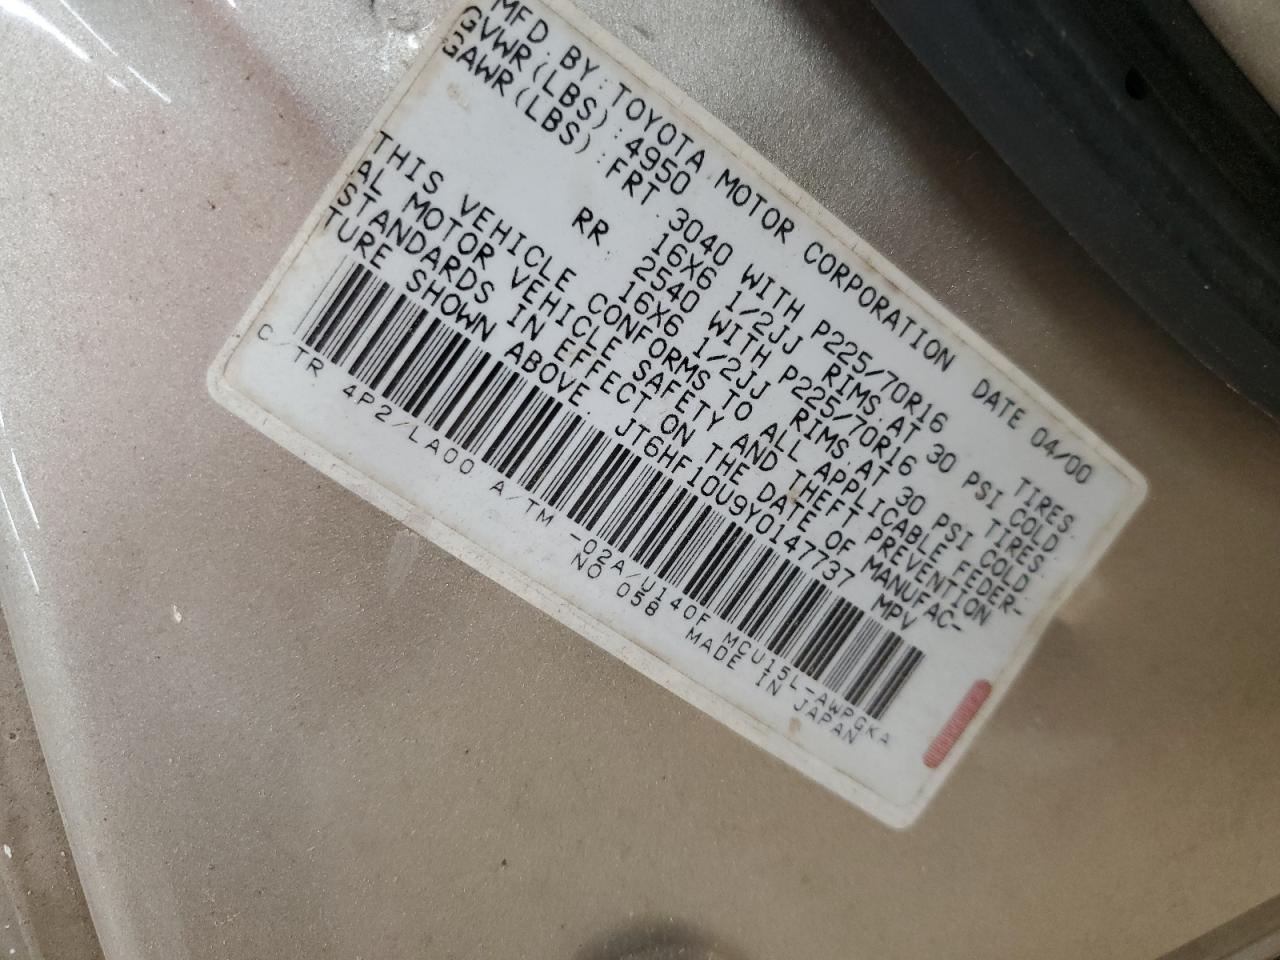 MFD. BY: TOYOTA MOTOR CORPORATION DATE 04/00
GVWR(LBS): 4950
GAWR(LBS): FRT 3040 WITH P225/70R16 TIRES
16X6 1/2JJ RIMS AT 30 PSI COLD
RR 2540 WITH P225/70R16 TIRES
16X6 1/2JJ RIMS AT 30 PSI COLD
THIS VEHICLE CONFORMS TO ALL APPLICABLE FEDER-
AL MOTOR VEHICLE SAFETY AND THEFT PREVENTION
STANDARDS IN EFFECT ON THE DATE OF MANUFAC-
TURE SHOWN ABOVE. JT6HF10U9Y0147737 MPV
C/TR 4P2/LA00 A/TM -02A/U140F MCU15L-AWPGKA
NO 058 MADE IN JAPAN